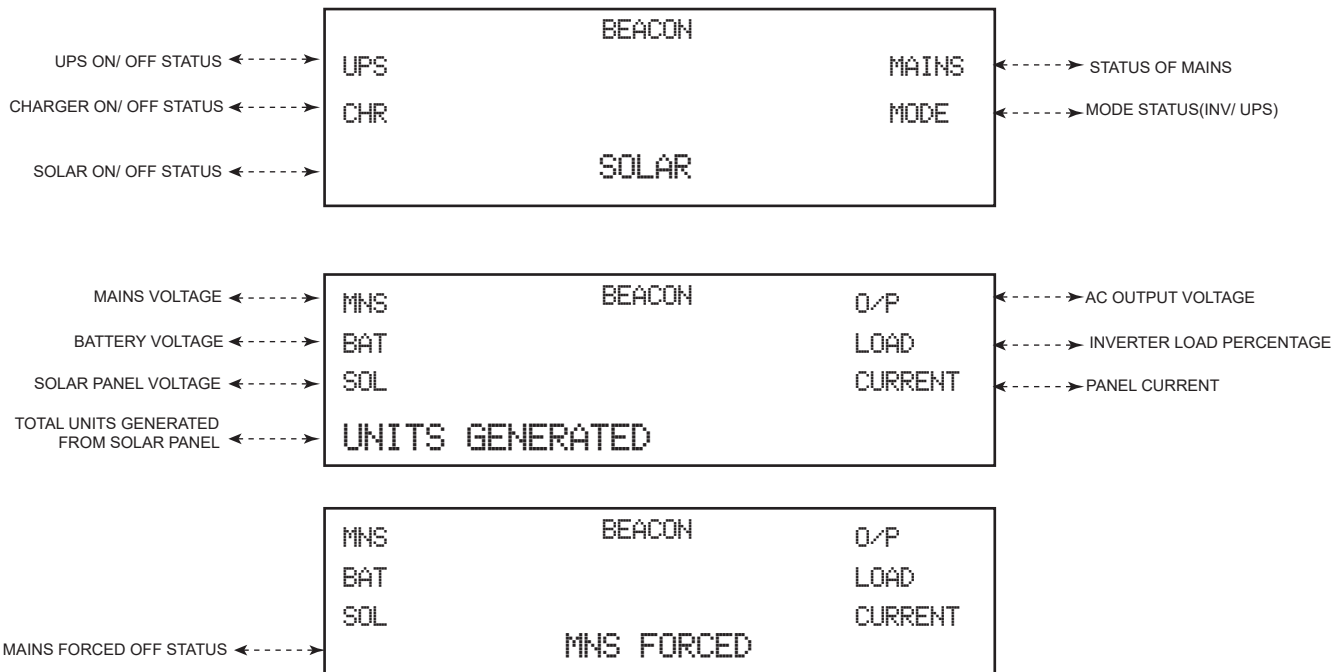 BEACON
UPS ON/ OFF STATUS UPS MAINS STATUS OF MAINS
CHARGER ON/ OFF STATUS CHR MODE MODE STATUS(INV/ UPS)
SOLAR ON/ OFF STATUS SOLAR
MAINS VOLTAGE MNS BEACON O/P AC OUTPUT VOLTAGE
BATTERY VOLTAGE BAT LOAD INVERTER LOAD PERCENTAGE
SOLAR PANEL VOLTAGE SOL CURRENT PANEL CURRENT
TOTAL UNITS GENERATED
FROM SOLAR PANEL UNITS GENERATED
MNS BEACON O/P
BAT LOAD
SOL CURRENT
MAINS FORCED OFF STATUS MNS FORCED